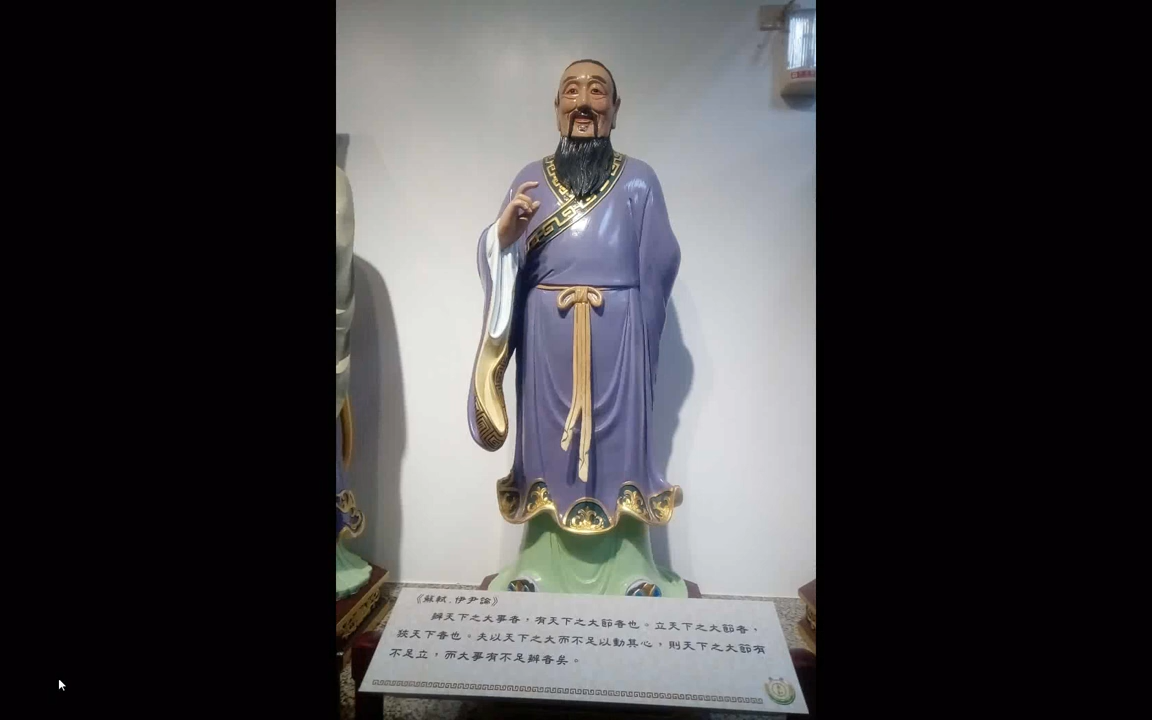 《蘇軾.伊尹論》
辦天下之大事者，有天下之大節者也。立天下之大節者，
狹天下者也。夫以天下之大而不足以動其心，則天下之大節有
不足立，而大事有不足辦者矣。